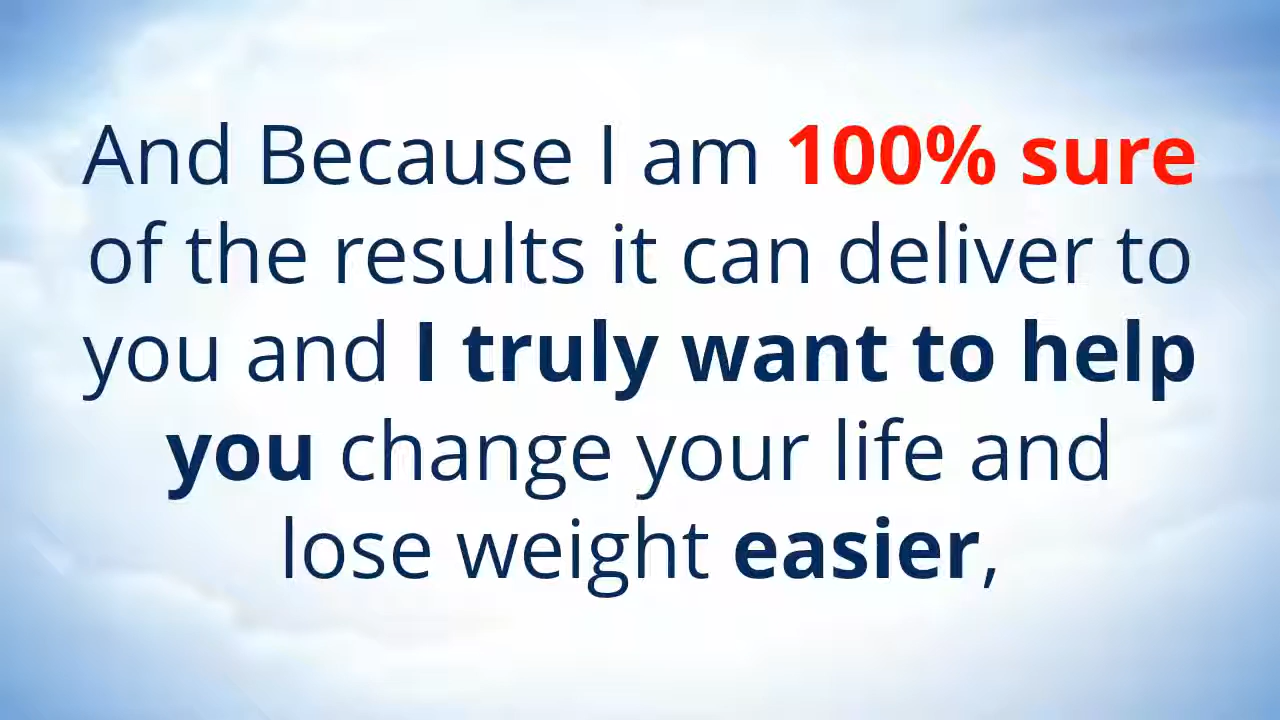 And Because I am 100% sure
of the results it can deliver to
you and I truly want to help
you change your life and
lose weight easier,